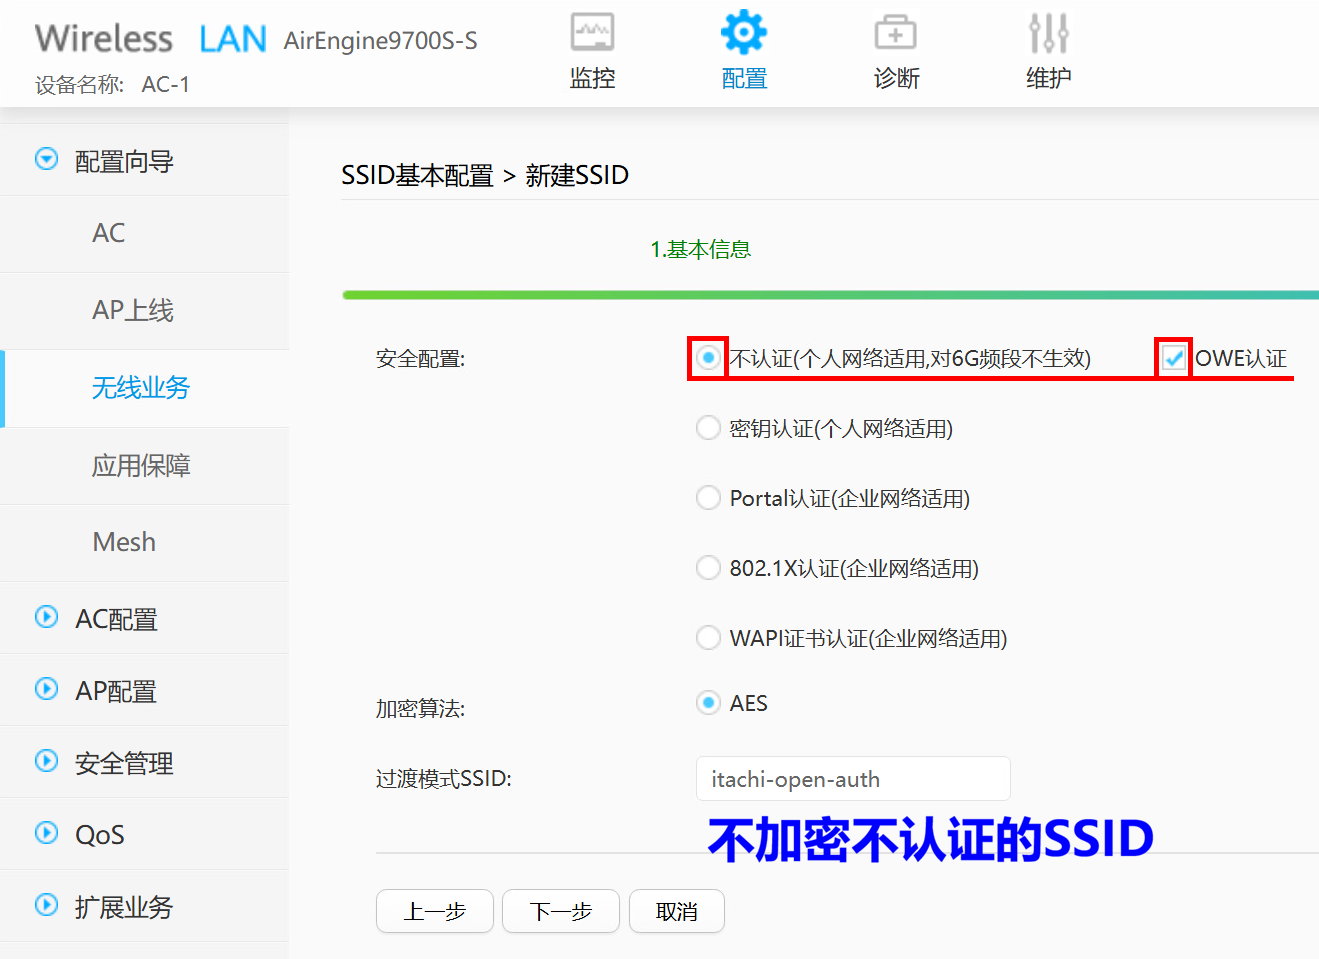 Wireless LAN AirEngine9700S-S
设备名称: AC-1
监控
配置
诊断
维护
配置向导
AC
AP上线
无线业务
应用保障
Mesh
AC配置
AP配置
安全管理
QoS
扩展业务
SSID基本配置 > 新建SSID
1.基本信息
安全配置:
不认证(个人网络适用,对6G频段不生效)
OWE认证
密钥认证(个人网络适用)
Portal认证(企业网络适用)
802.1X认证(企业网络适用)
WAPI证书认证(企业网络适用)
加密算法:
AES
过渡模式SSID:
itachi-open-auth
不加密不认证的SSID
上一步
下一步
取消